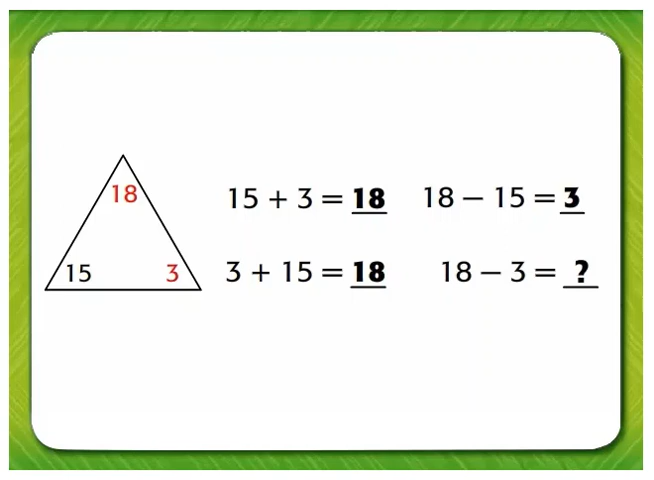 18
15 3
15 + 3 = 18 18 – 15 = 3
3 + 15 = 18 18 – 3 = ?